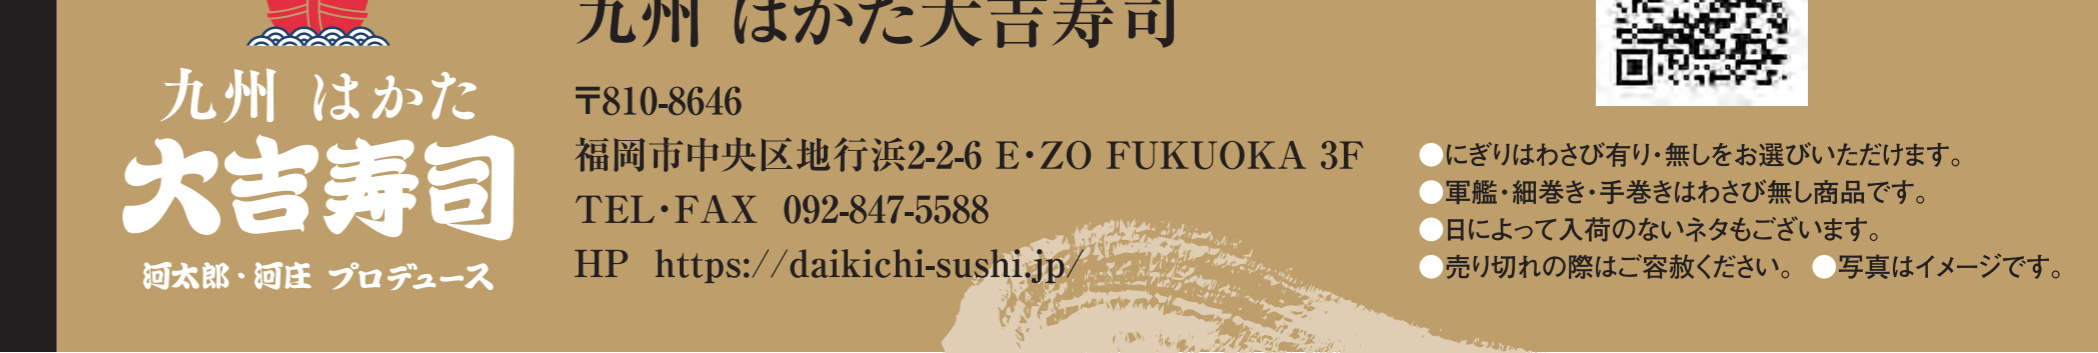 九州 はかた
大吉寿司
河太郎・河庄 プロデュース
九州 はかた大吉寿司
〒810-8646
福岡市中央区地行浜2-2-6 E・ZO FUKUOKA 3F
TEL・FAX 092-847-5588
HP https://daikichi-sushi.jp/
●にぎりはわさび有り・無しをお選びいただけます。
●軍艦・細巻き・手巻きはわさび無し商品です。
●日によって入荷のないネタもございます。
●売り切れの際はご容赦ください。 ●写真はイメージです。